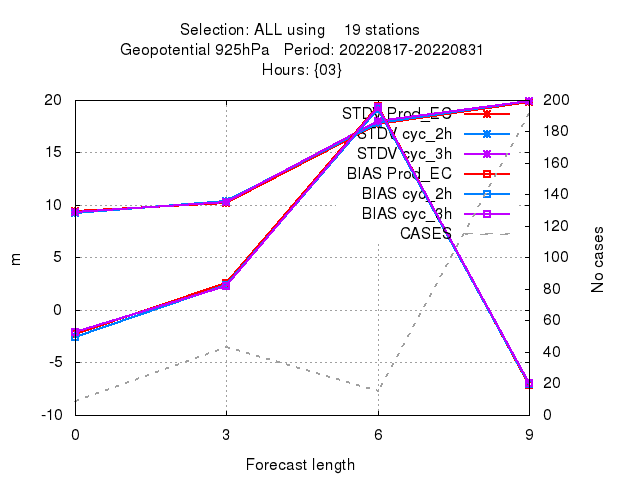 Selection: ALL using    19 stations
Geopotential 925hPa   Period: 20220817-20220831
Hours: {03}
20
15
10
5
0
-5
-10
m
200
180
160
140
120
100
80
60
40
20
0
No cases
STDV Prod_EC
STDV cyc_2h
STDV cyc_3h
BIAS Prod_EC
BIAS cyc_2h
BIAS cyc_3h
CASES
0
3
6
9
Forecast length